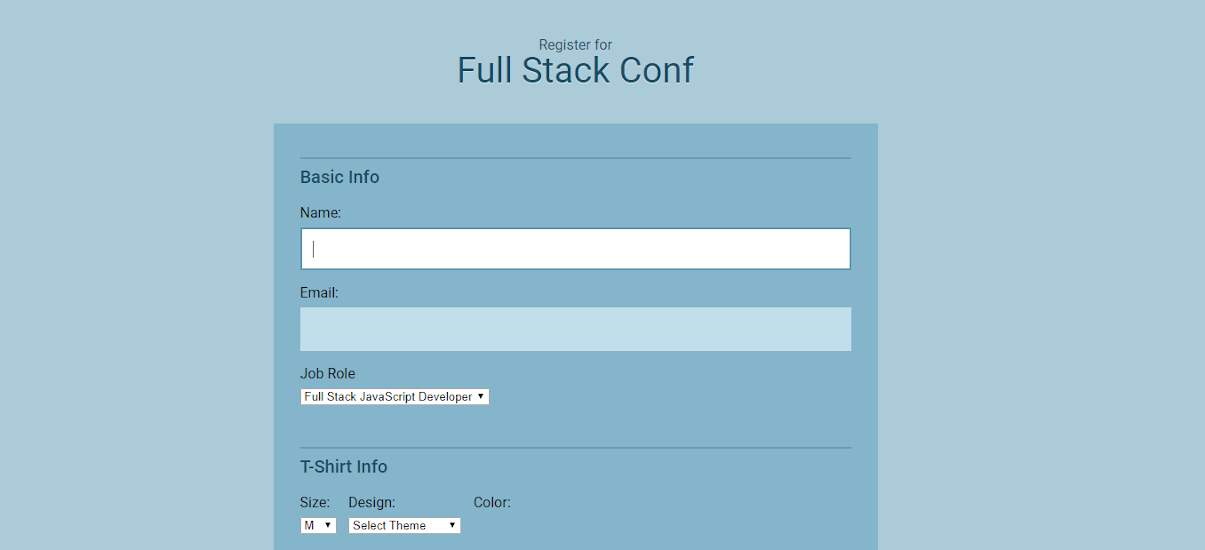 Register for
Full Stack Conf
Basic Info
Name:
Email:
Job Role
Full Stack JavaScript Developer
T-Shirt Info
Size: Design: Color:
M Select Theme